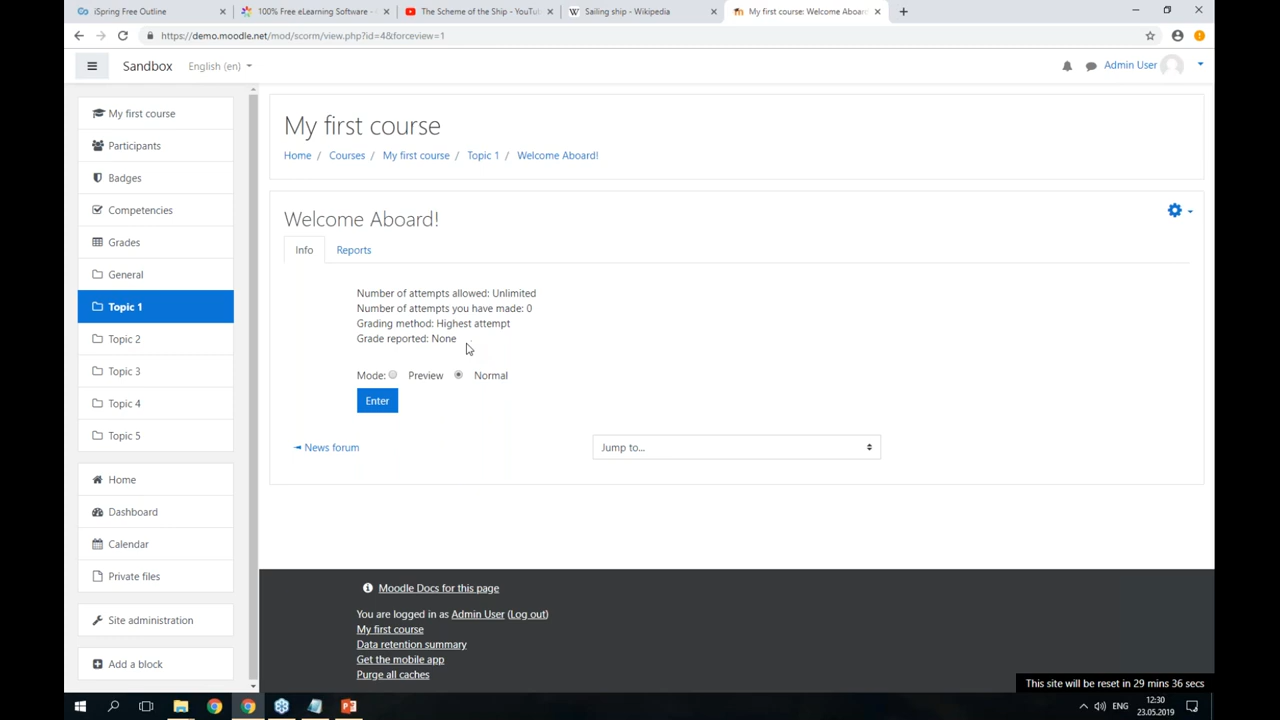 iSpring Free Outline
100% Free eLearning Software -
The Scheme of the Ship - YouTu
Sailing ship - Wikipedia
My first course: Welcome Aboard
https://demo.moodle.net/mod/scorm/view.php?id=4&forceview=1
Sandbox
English (en)
Admin User
My first course
Participants
Badges
Competencies
Grades
General
Topic 1
Topic 2
Topic 3
Topic 4
Topic 5
Home
Dashboard
Calendar
Private files
Site administration
Add a block
My first course
Home / Courses / My first course / Topic 1 / Welcome Aboard!
Welcome Aboard!
Info
Reports
Number of attempts allowed: Unlimited
Number of attempts you have made: 0
Grading method: Highest attempt
Grade reported: None
Mode: Preview Normal
Enter
News forum
Jump to...
Moodle Docs for this page
You are logged in as Admin User (Log out)
My first course
Data retention summary
Get the mobile app
Purge all caches
This site will be reset in 29 mins 36 secs
ENG
12:30
23.05.2019